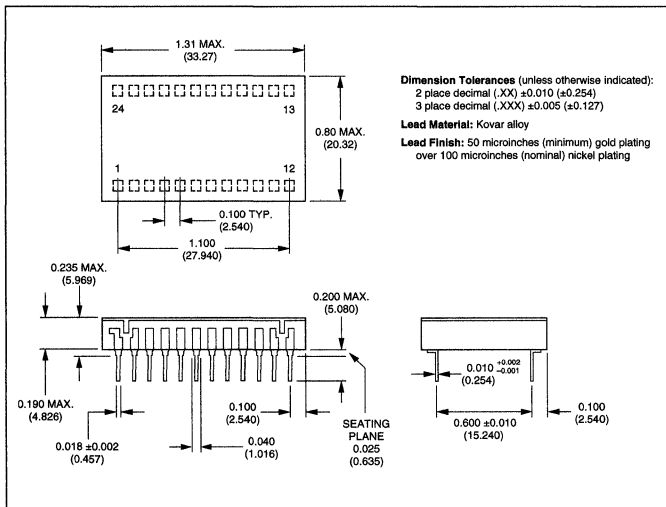 1.31 MAX.
(33.27)
24
13
1
12
0.80 MAX.
(20.32)
0.100 TYP.
(2.540)
1.100
(27.940)
Dimension Tolerances (unless otherwise indicated):
2 place decimal (.XX) ±0.010 (±0.254)
3 place decimal (.XXX) ±0.005 (±0.127)
Lead Material: Kovar alloy
Lead Finish: 50 microinches (minimum) gold plating
over 100 microinches (nominal) nickel plating
0.235 MAX.
(5.969)
0.200 MAX.
(5.080)
0.190 MAX.
(4.826)
0.018 ±0.002
(0.457)
0.040
(1.016)
0.100
(2.540)
SEATING
PLANE
0.025
(0.635)
0.010 +0.002
−0.001
(0.254)
0.600 ±0.010
(15.240)
0.100
(2.540)